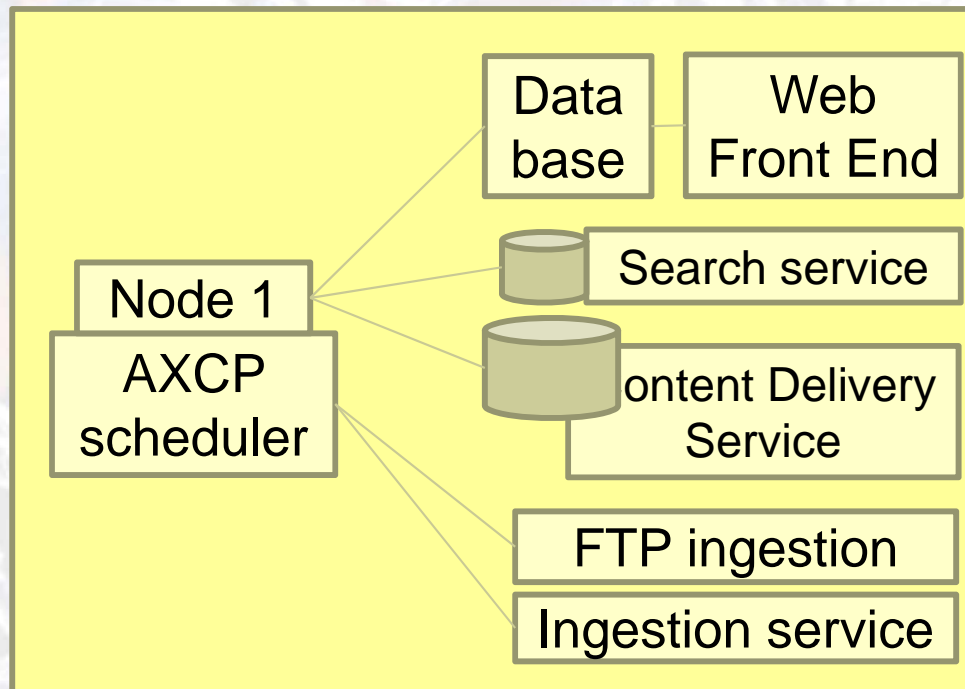 Data
base
Web
Front End
Search service
Node 1
AXCP
scheduler
ontent Delivery
Service
FTP ingestion
Ingestion service